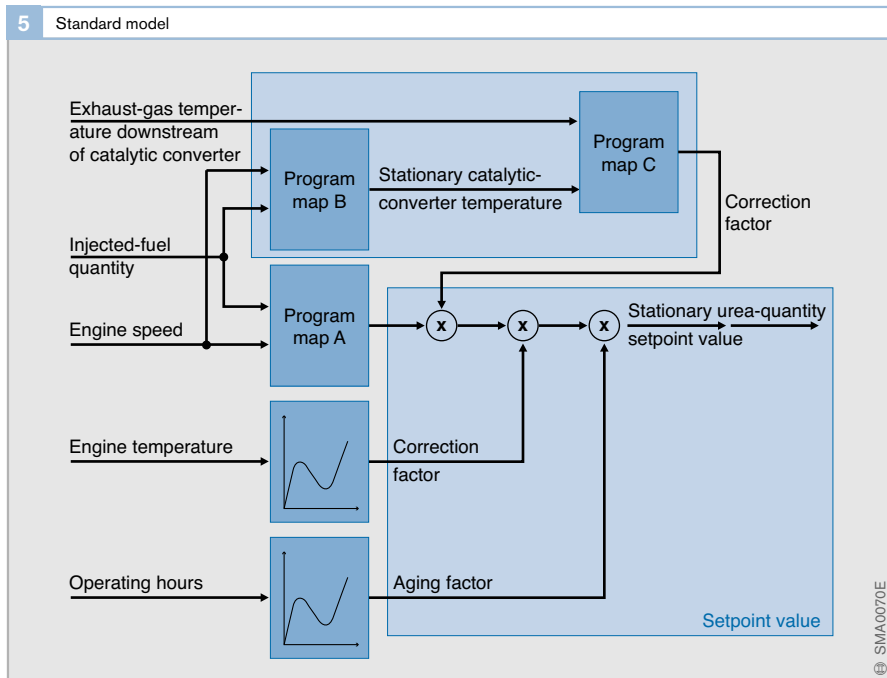 5 Standard model
Exhaust-gas temper-
ature downstream
of catalytic converter
Program
map B
Stationary catalytic-
converter temperature
Program
map C
Correction
factor
Injected-fuel
quantity
Engine speed
Program
map A
x
x
x
Stationary urea-quantity
setpoint value
Engine temperature
Correction
factor
Operating hours
Aging factor
Setpoint value
SMA0070E